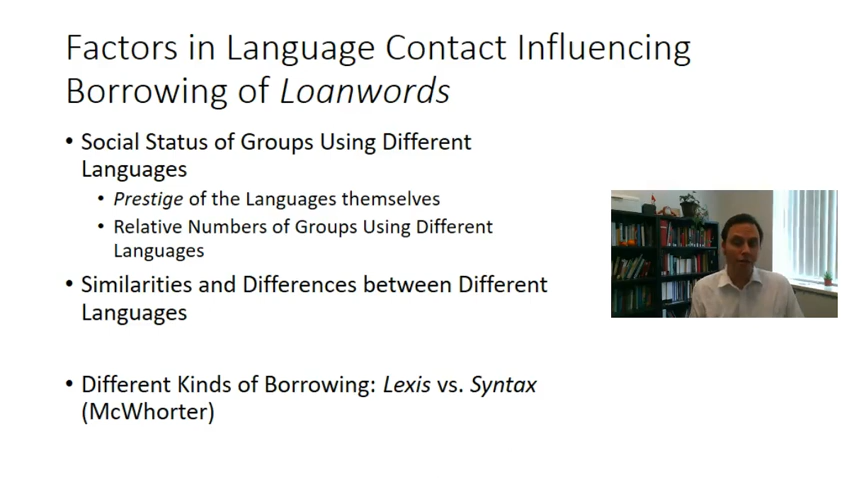 Factors in Language Contact Influencing
Borrowing of Loanwords
• Social Status of Groups Using Different
Languages
• Prestige of the Languages themselves
• Relative Numbers of Groups Using Different
Languages
• Similarities and Differences between Different
Languages
• Different Kinds of Borrowing: Lexis vs. Syntax
(McWhorter)